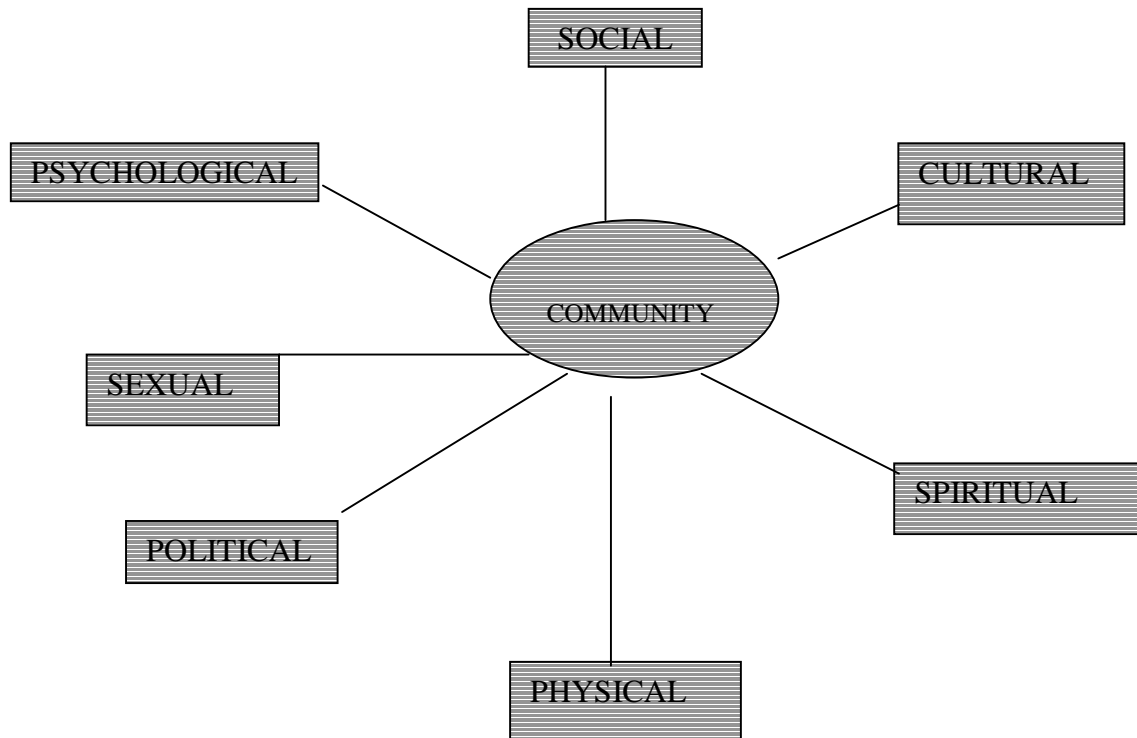 SOCIAL
PSYCHOLOGICAL
CULTURAL
COMMUNITY
SEXUAL
SPIRITUAL
POLITICAL
PHYSICAL